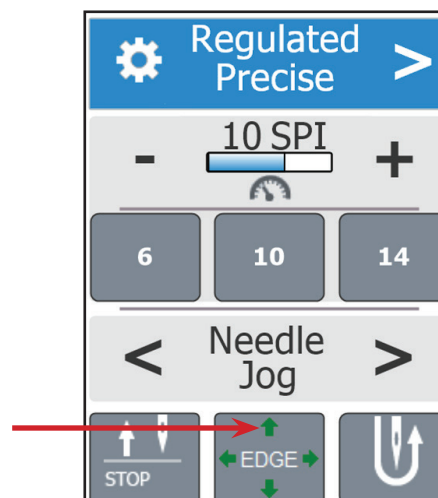 Regulated
Precise
>
- 10 SPI +
6 10 14
< Needle >
Jog
STOP
EDGE